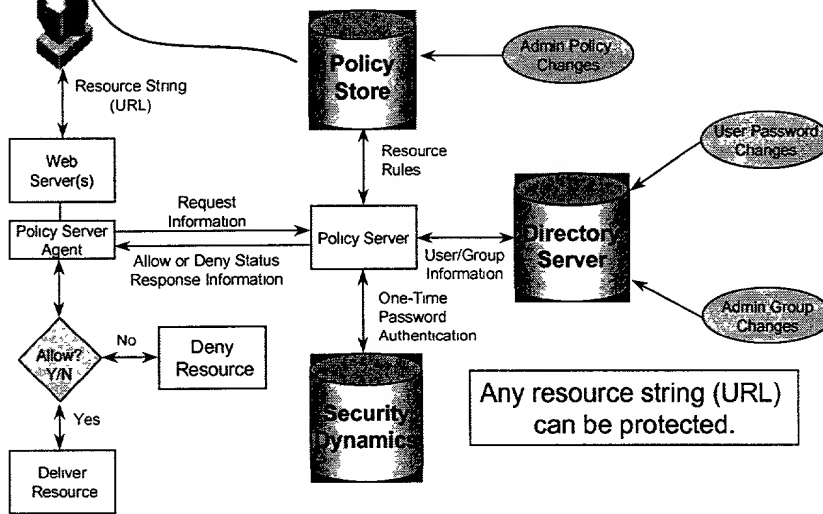 Admin Policy
Changes
Policy
Store
Resource String
(URL)
User Password
Changes
Web
Server(s)
Resource
Rules
Request
Information
Policy Server
Agent
Policy Server
Allow or Deny Status
Response Information
User/Group
Information
Directory
Server
One-Time
Password
Authentication
Admin Group
Changes
Allow?
Y/N
No
Deny
Resource
Yes
Security
Dynamics
Any resource string (URL)
can be protected.
Deliver
Resource